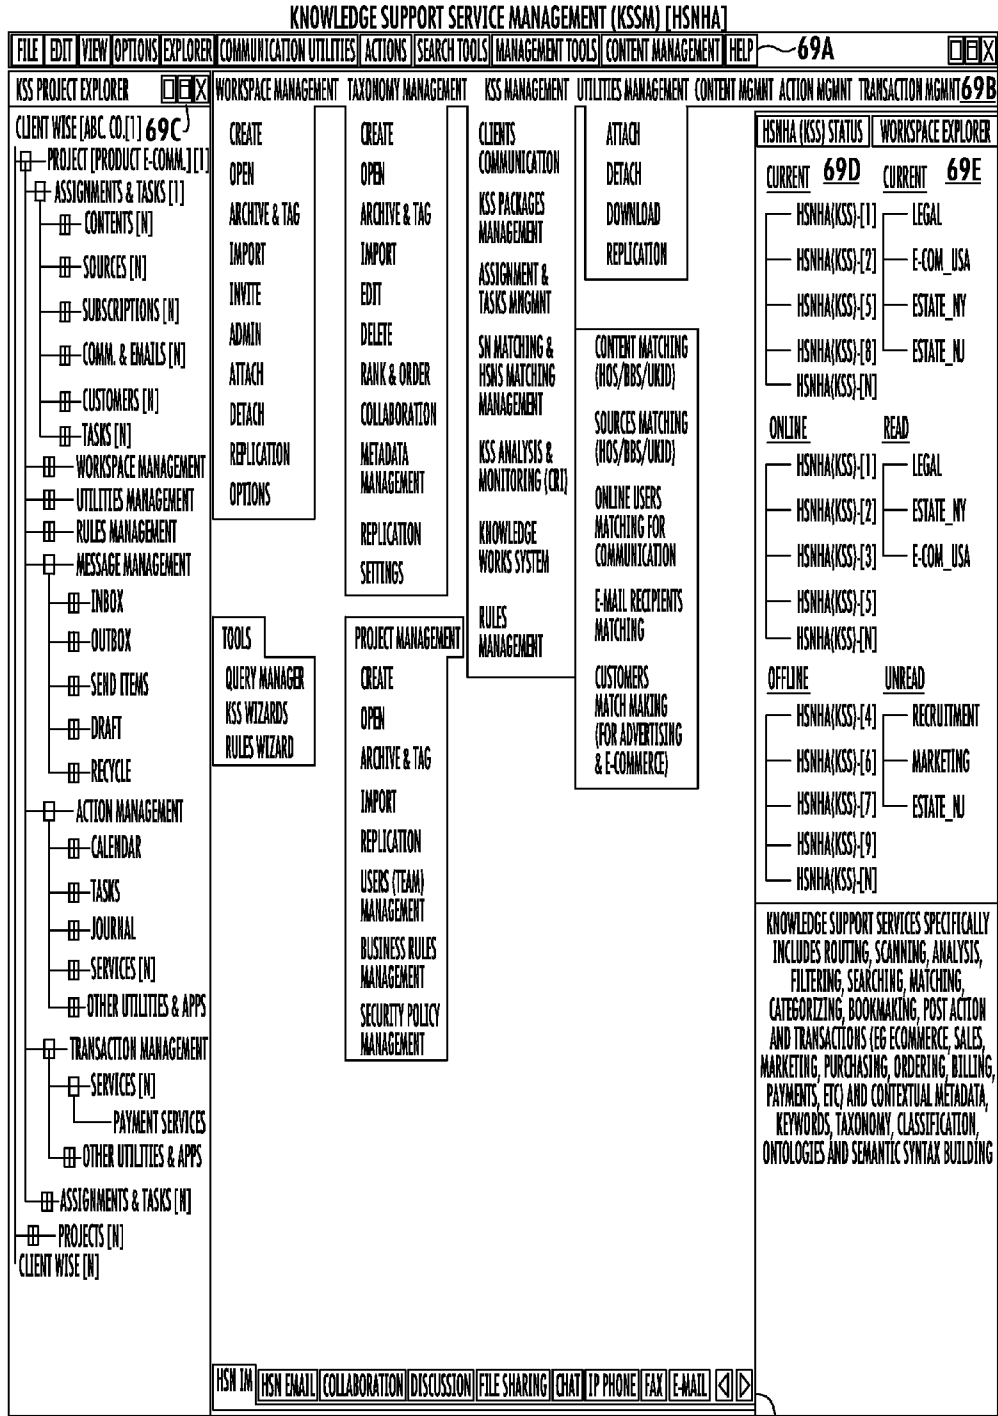 KNOWLEDGE SUPPORT SERVICE MANAGEMENT (KSSM) [HSNHA]
FILE EDIT VIEW OPTIONS EXPLORER COMMUNICATION UTILITIES ACTIONS SEARCH TOOLS MANAGEMENT TOOLS CONTENT MANAGEMENT HELP 69A
KSS PROJECT EXPLORER
69C
CLIENT WISE [ABC. CO.[1]
PROJECT [PRODUCT E-COMM.] [1]
ASSIGNMENTS & TASKS [1]
CONTENTS [N]
SOURCES [N]
SUBSCRIPTIONS [N]
COMM. & EMAILS [N]
CUSTOMERS [N]
TASKS [N]
WORKSPACE MANAGEMENT
UTILITIES MANAGEMENT
RULES MANAGEMENT
MESSAGE MANAGEMENT
INBOX
OUTBOX
SEND ITEMS
DRAFT
RECYCLE
ACTION MANAGEMENT
CALENDAR
TASKS
JOURNAL
SERVICES [N]
OTHER UTILITIES & APPS
TRANSACTION MANAGEMENT
SERVICES [N]
PAYMENT SERVICES
OTHER UTILITIES & APPS
ASSIGNMENTS & TASKS [N]
PROJECTS [N]
CLIENT WISE [N]
WORKSPACE MANAGEMENT TAXONOMY MANAGEMENT KSS MANAGEMENT UTILITIES MANAGEMENT CONTENT MGMNT ACTION MGMNT TRANSACTION MGMNT 69B
CREATE
OPEN
ARCHIVE & TAG
IMPORT
INVITE
ADMIN
ATTACH
DETACH
REPLICATION
OPTIONS
TOOLS
QUERY MANAGER
KSS WIZARDS
RULES WIZARD
CREATE
OPEN
ARCHIVE & TAG
IMPORT
EDIT
DELETE
RANK & ORDER
COLLABORATION
METADATA
MANAGEMENT
REPLICATION
SETTINGS
PROJECT MANAGEMENT
CREATE
OPEN
ARCHIVE & TAG
IMPORT
REPLICATION
USERS (TEAM)
MANAGEMENT
BUSINESS RULES
MANAGEMENT
SECURITY POLICY
MANAGEMENT
CLIENTS
COMMUNICATION
KSS PACKAGES
MANAGEMENT
ASSIGNMENT &
TASKS MNGMNT
SN MATCHING &
HSNS MATCHING
MANAGEMENT
KSS ANALYSIS &
MONITORING (CRI)
KNOWLEDGE
WORKS SYSTEM
RULES
MANAGEMENT
ATTACH
DETACH
DOWNLOAD
REPLICATION
CONTENT MATCHING
(HOS/BBS/UKID)
SOURCES MATCHING
(HOS/BBS/UKID)
ONLINE USERS
MATCHING FOR
COMMUNICATION
E-MAIL RECIPIENTS
MATCHING
CUSTOMERS
MATCH MAKING
(FOR ADVERTISING
& E-COMMERCE)
HSNHA (KSS) STATUS
CURRENT 69D
HSNHA(KSS)-[1]
HSNHA(KSS)-[2]
HSNHA(KSS)-[5]
HSNHA(KSS)-[8]
HSNHA(KSS)-[N]
ONLINE
HSNHA(KSS)-[1]
HSNHA(KSS)-[2]
HSNHA(KSS)-[3]
HSNHA(KSS)-[5]
HSNHA(KSS)-[N]
OFFLINE
HSNHA(KSS)-[4]
HSNHA(KSS)-[6]
HSNHA(KSS)-[7]
HSNHA(KSS)-[9]
HSNHA(KSS)-[N]
WORKSPACE EXPLORER
CURRENT 69E
LEGAL
E-COM_USA
ESTATE_NY
ESTATE_NJ
READ
LEGAL
ESTATE_NY
E-COM_USA
UNREAD
RECRUITMENT
MARKETING
ESTATE_NJ
KNOWLEDGE SUPPORT SERVICES SPECIFICALLY
INCLUDES ROUTING, SCANNING, ANALYSIS,
FILTERING, SEARCHING, MATCHING,
CATEGORIZING, BOOKMAKING, POST ACTION
AND TRANSACTIONS (EG ECOMMERCE, SALES,
MARKETING, PURCHASING, ORDERING, BILLING,
PAYMENTS, ETC) AND CONTEXTUAL METADATA,
KEYWORDS, TAXONOMY, CLASSIFICATION,
ONTOLOGIES AND SEMANTIC SYNTAX BUILDING
HSN IM HSN EMAIL COLLABORATION DISCUSSION FILE SHARING CHAT IP PHONE FAX E-MAIL